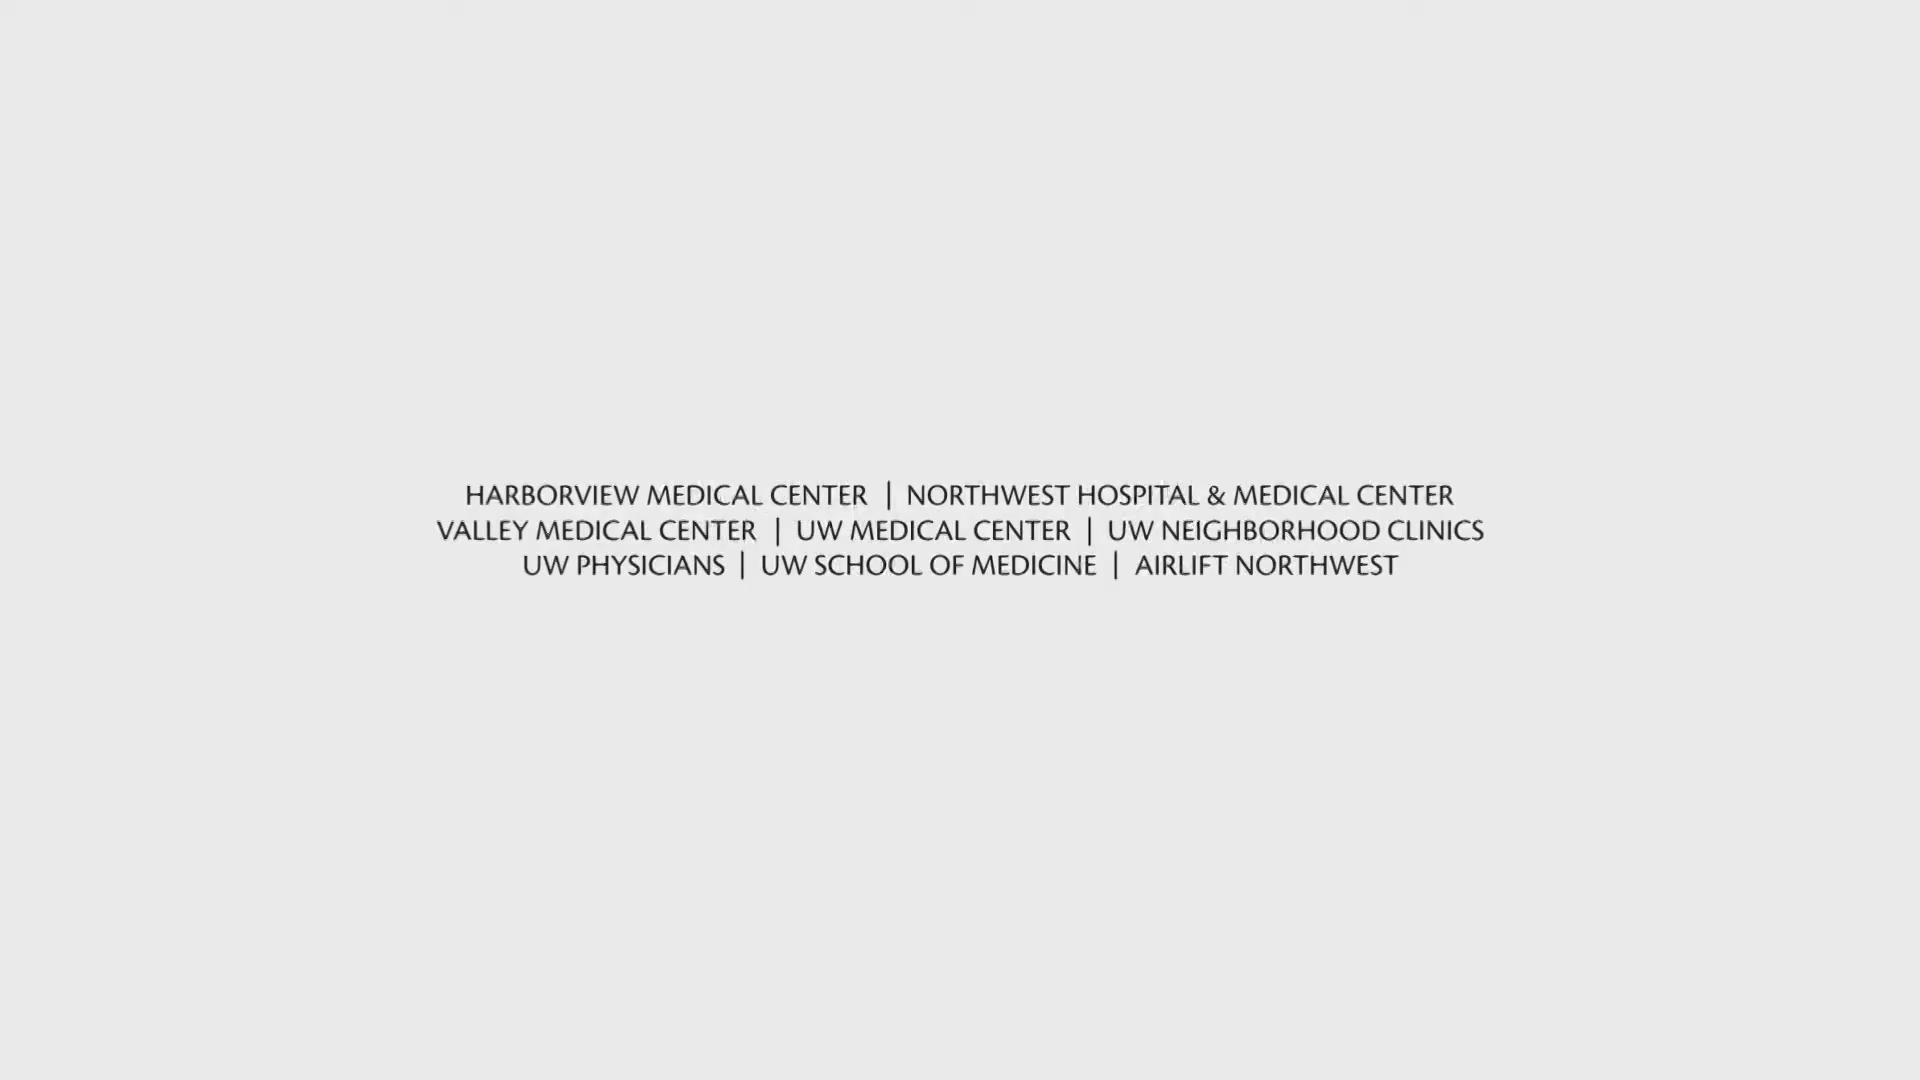 HARBORVIEW MEDICAL CENTER | NORTHWEST HOSPITAL & MEDICAL CENTER
VALLEY MEDICAL CENTER | UW MEDICAL CENTER | UW NEIGHBORHOOD CLINICS
UW PHYSICIANS | UW SCHOOL OF MEDICINE | AIRLIFT NORTHWEST